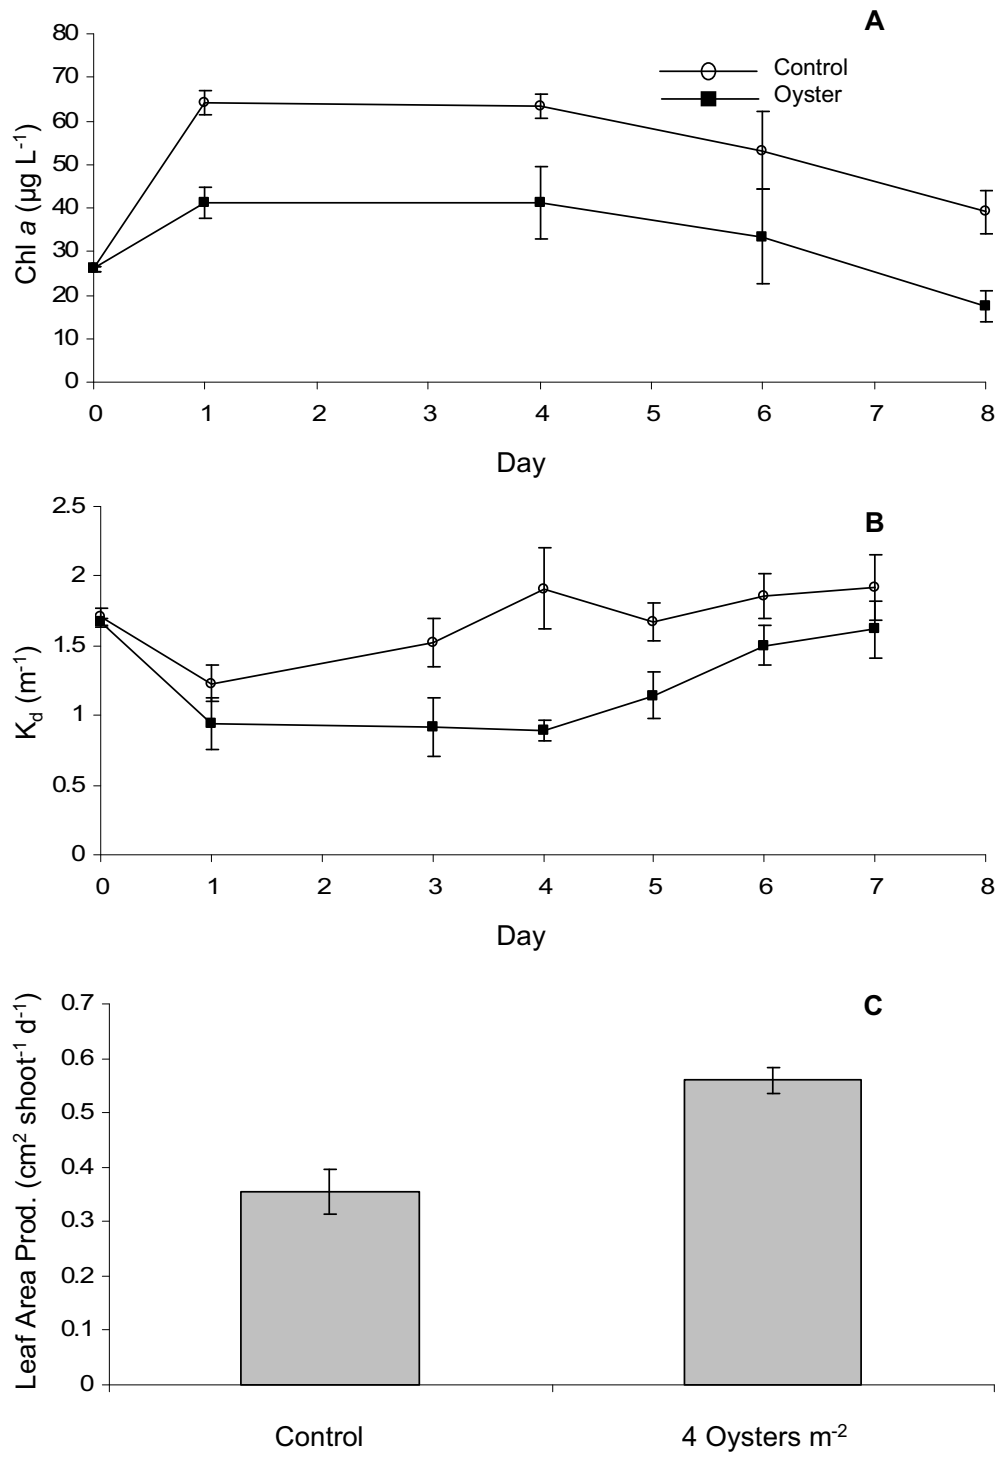 A
80
70
60
50
40
30
20
10
0
Chl a (µg L⁻¹)
Control
Oyster
0 1 2 3 4 5 6 7 8
Day
B
2.5
2
1.5
1
0.5
0
K_d (m⁻¹)
0 1 2 3 4 5 6 7 8
Day
C
0.7
0.6
0.5
0.4
0.3
0.2
0.1
0
Leaf Area Prod. (cm² shoot⁻¹ d⁻¹)
Control 4 Oysters m⁻²